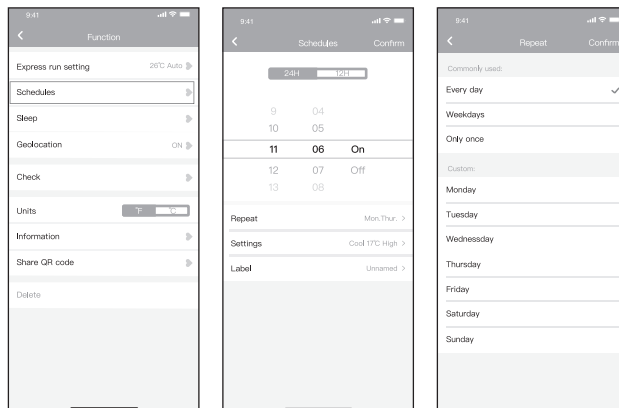 9:41
Function
Express run setting 26℃ Auto
Schedules
Sleep
Geolocation ON
Check
Units ℉ ℃
Information
Share QR code
Delete
9:41
Schedules Confirm
24H 12H
9 04
10 05
11 06 On
12 07 Off
13 08
Repeat Mon.Thur. >
Settings Cool 17℃ High >
Label Unnamed >
9:41
Repeat Confirm
Commonly used:
Every day
Weekdays
Only once
Custom:
Monday
Tuesday
Wednessday
Thursday
Friday
Saturday
Sunday